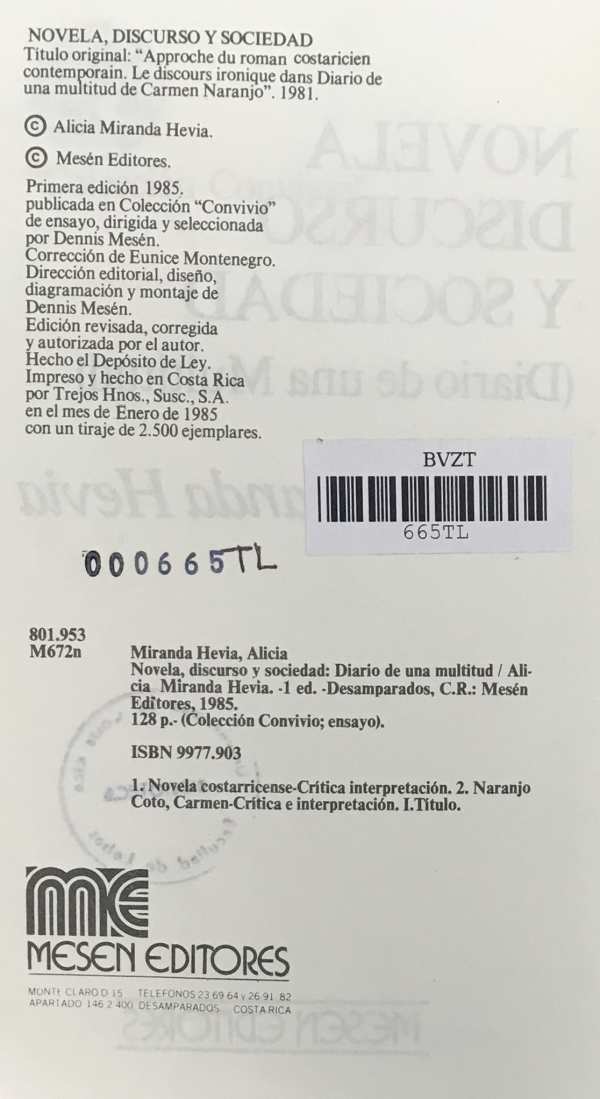 NOVELA, DISCURSO Y SOCIEDAD
Título original: "Approche du roman costaricien
contemporain. Le discours ironique dans Diario de
una multitud de Carmen Naranjo". 1981.
© Alicia Miranda Hevia.
© Mesén Editores.
Primera edición 1985.
publicada en Colección "Convivio"
de ensayo, dirigida y seleccionada
por Dennis Mesén.
Corrección de Eunice Montenegro.
Dirección editorial, diseño,
diagramación y montaje de
Dennis Mesén.
Edición revisada, corregida
y autorizada por el autor.
Hecho el Depósito de Ley.
Impreso y hecho en Costa Rica
por Trejos Hnos., Susc., S.A.
en el mes de Enero de 1985
con un tiraje de 2.500 ejemplares.
BVZT
665TL
000665TL
801.953
M672n
Miranda Hevia, Alicia
Novela, discurso y sociedad: Diario de una multitud / Ali-
cia Miranda Hevia. -1 ed. -Desamparados, C.R.: Mesén
Editores, 1985.
128 p.- (Colección Convivio; ensayo).
ISBN 9977.903
1. Novela costarricense-Crítica interpretación. 2. Naranjo
Coto, Carmen-Crítica e interpretación. I.Título.
ME
MESEN EDITORES
MONTE CLARO D 15 TELEFONOS 23 69 64 y 26 91 82
APARTADO 146 2 400 DESAMPARADOS COSTA RICA